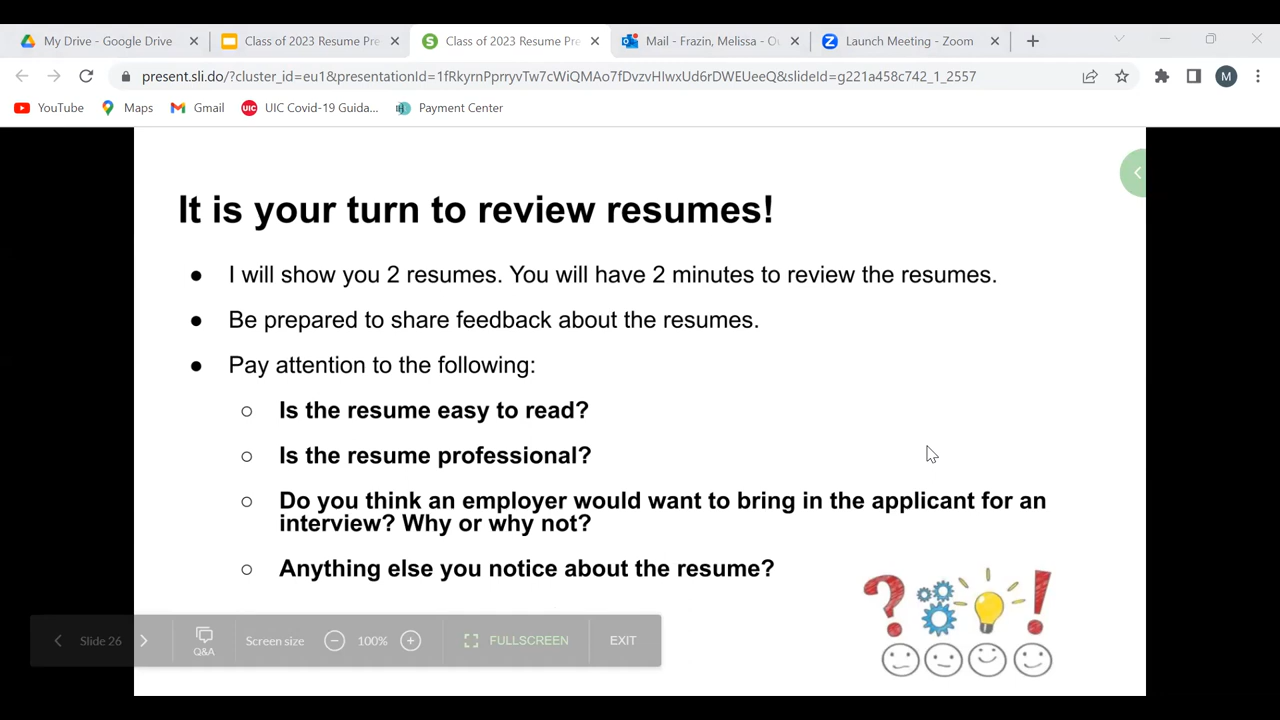 My Drive - Google Drive
Class of 2023 Resume Pre
Class of 2023 Resume Pre
Mail - Frazin, Melissa - Ou
Launch Meeting - Zoom
present.sli.do/?cluster_id=eu1&presentationId=1fRkyrnPprryvTw7cWiQMAo7fDvzvHIwxUd6rDWEUeeQ&slideId=g221a458c742_1_2557
M
YouTube
Maps
Gmail
UIC
UIC Covid-19 Guida...
Payment Center
It is your turn to review resumes!
● I will show you 2 resumes. You will have 2 minutes to review the resumes.
● Be prepared to share feedback about the resumes.
● Pay attention to the following:
○ Is the resume easy to read?
○ Is the resume professional?
○ Do you think an employer would want to bring in the applicant for an
interview? Why or why not?
○ Anything else you notice about the resume?
Slide 26
Q&A
Screen size
100%
FULLSCREEN
EXIT